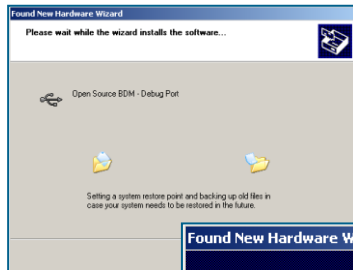 Found New Hardware Wizard
Please wait while the wizard installs the software...
Open Source BDM - Debug Port
Setting a system restore point and backing up old files in
case your system needs to be restored in the future.
Found New Hardware W